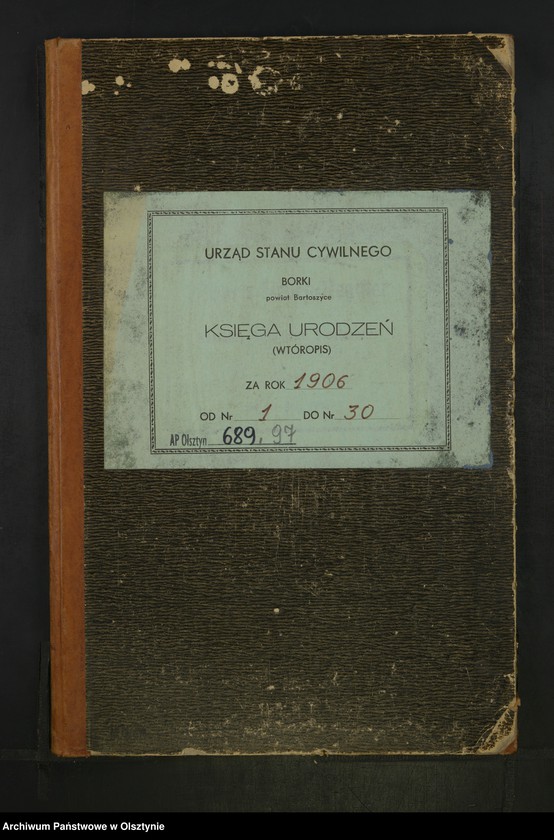 URZĄD STANU CYWILNEGO
BORKI
powiat Bartoszyce
KSIĘGA URODZEŃ
(WTÓROPIS)
ZA ROK 1906
OD Nr 1 DO Nr 30
AP Olsztyn 689.97
Archiwum Państwowe w Olsztynie